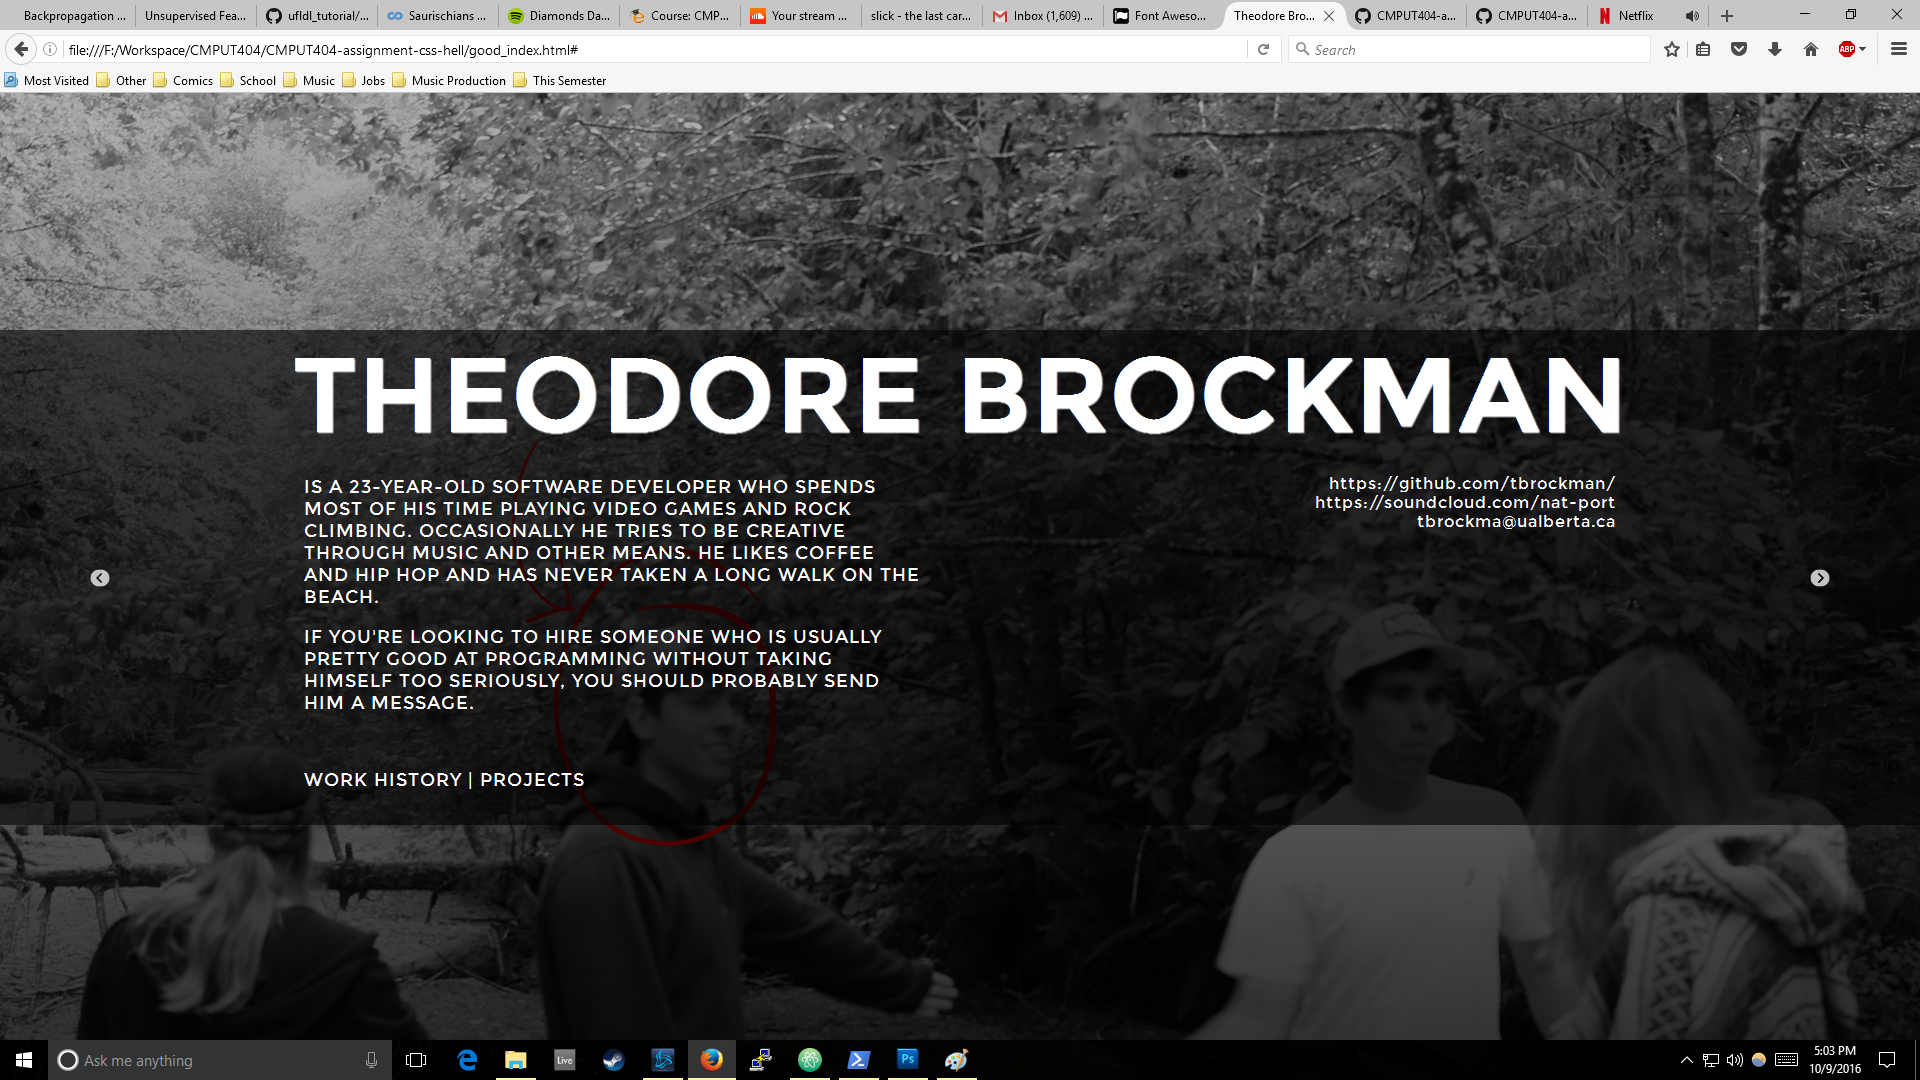 Backpropagation ...
Unsupervised Fea...
ufldl_tutorial/...
Saurischians ...
Diamonds Da...
Course: CMP...
Your stream ...
slick - the last car...
Inbox (1,609) ...
Font Aweso...
Theodore Bro...
CMPUT404-a...
CMPUT404-a...
Netflix
file:///F:/Workspace/CMPUT404/CMPUT404-assignment-css-hell/good_index.html#
Search
ABP
Most Visited
Other
Comics
School
Music
Jobs
Music Production
This Semester
THEODORE BROCKMAN
IS A 23-YEAR-OLD SOFTWARE DEVELOPER WHO SPENDS
MOST OF HIS TIME PLAYING VIDEO GAMES AND ROCK
CLIMBING. OCCASIONALLY HE TRIES TO BE CREATIVE
THROUGH MUSIC AND OTHER MEANS. HE LIKES COFFEE
AND HIP HOP AND HAS NEVER TAKEN A LONG WALK ON THE
BEACH.
IF YOU'RE LOOKING TO HIRE SOMEONE WHO IS USUALLY
PRETTY GOOD AT PROGRAMMING WITHOUT TAKING
HIMSELF TOO SERIOUSLY, YOU SHOULD PROBABLY SEND
HIM A MESSAGE.
WORK HISTORY | PROJECTS
https://github.com/tbrockman/
https://soundcloud.com/nat-port
tbrockma@ualberta.ca
Ask me anything
Live
Ps
5:03 PM
10/9/2016